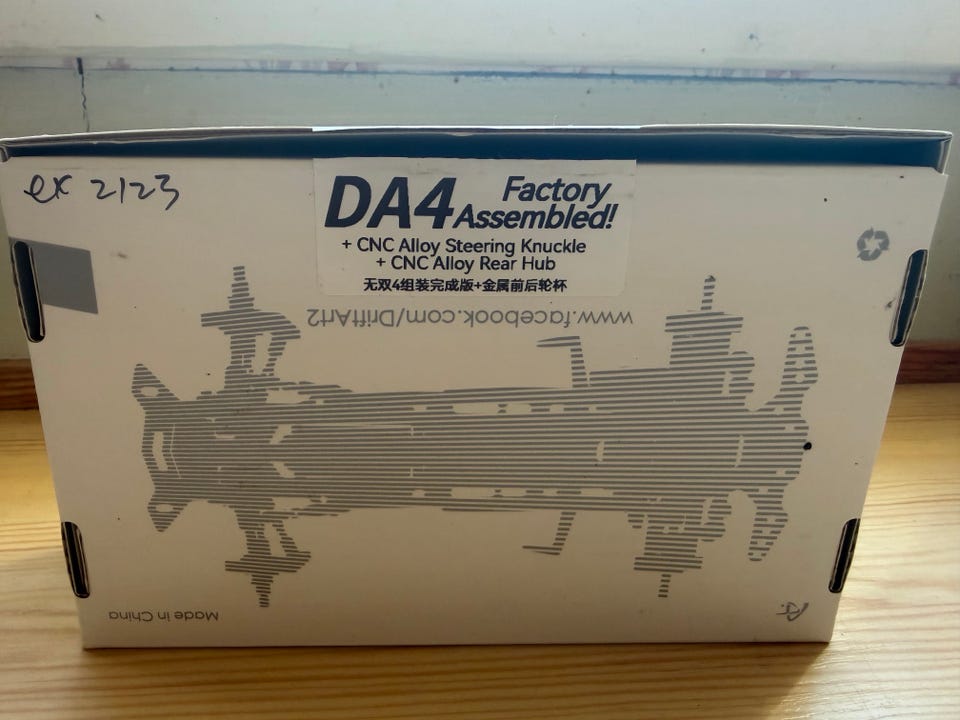 ex 2123
DA4 Factory Assembled!
+ CNC Alloy Steering Knuckle
+ CNC Alloy Rear Hub
无双4组装完成版+金属前后轮杯
www.facebook.com/DriftArt2
Made in China